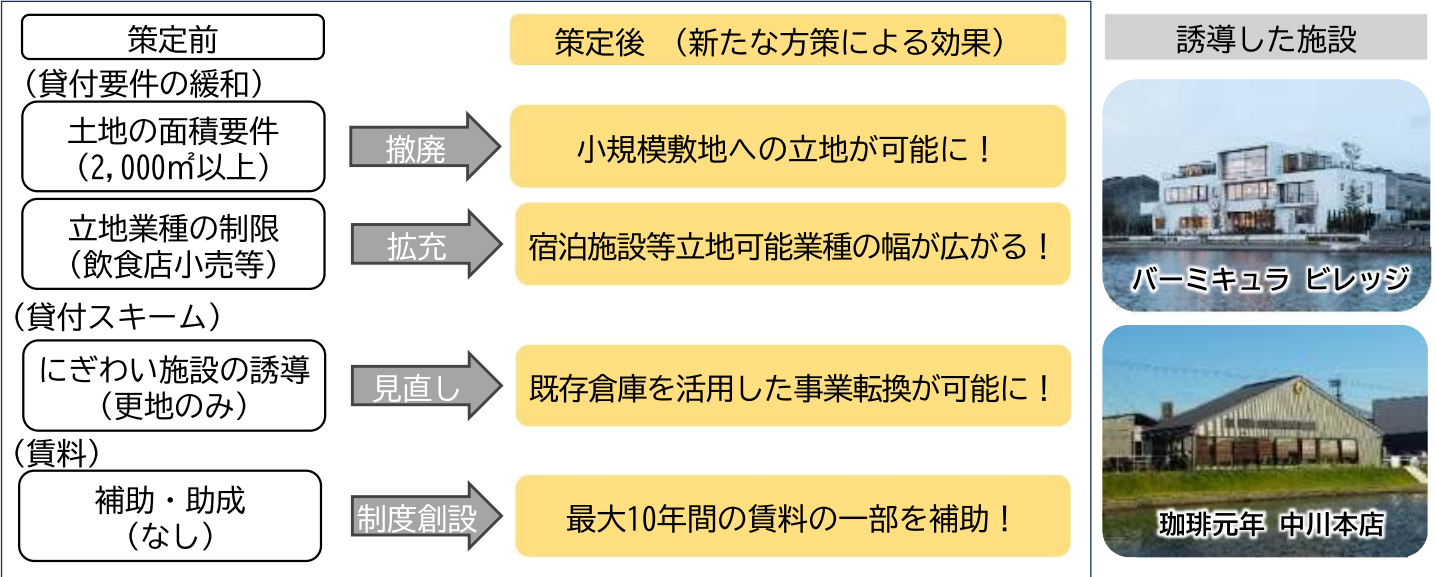 策定前
策定後 （新たな方策による効果）
（貸付要件の緩和）
土地の面積要件
（2,000㎡以上）
撤廃
小規模敷地への立地が可能に！
立地業種の制限
（飲食店小売等）
拡充
宿泊施設等立地可能業種の幅が広がる！
（貸付スキーム）
にぎわい施設の誘導
（更地のみ）
見直し
既存倉庫を活用した事業転換が可能に！
（賃料）
補助・助成
（なし）
制度創設
最大10年間の賃料の一部を補助！
誘導した施設
バーミキュラ ビレッジ
珈琲元年 中川本店